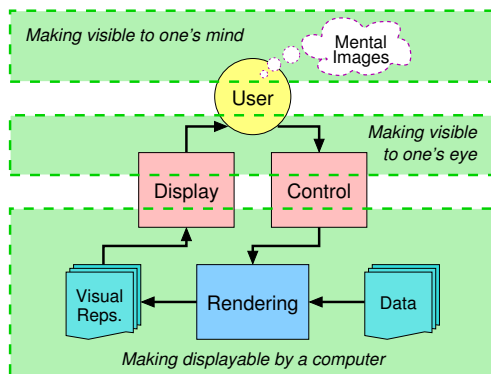 Making visible to one's mind
Mental
Images
User
Making visible
to one's eye
Display
Control
Visual
Reps.
Rendering
Data
Making displayable by a computer